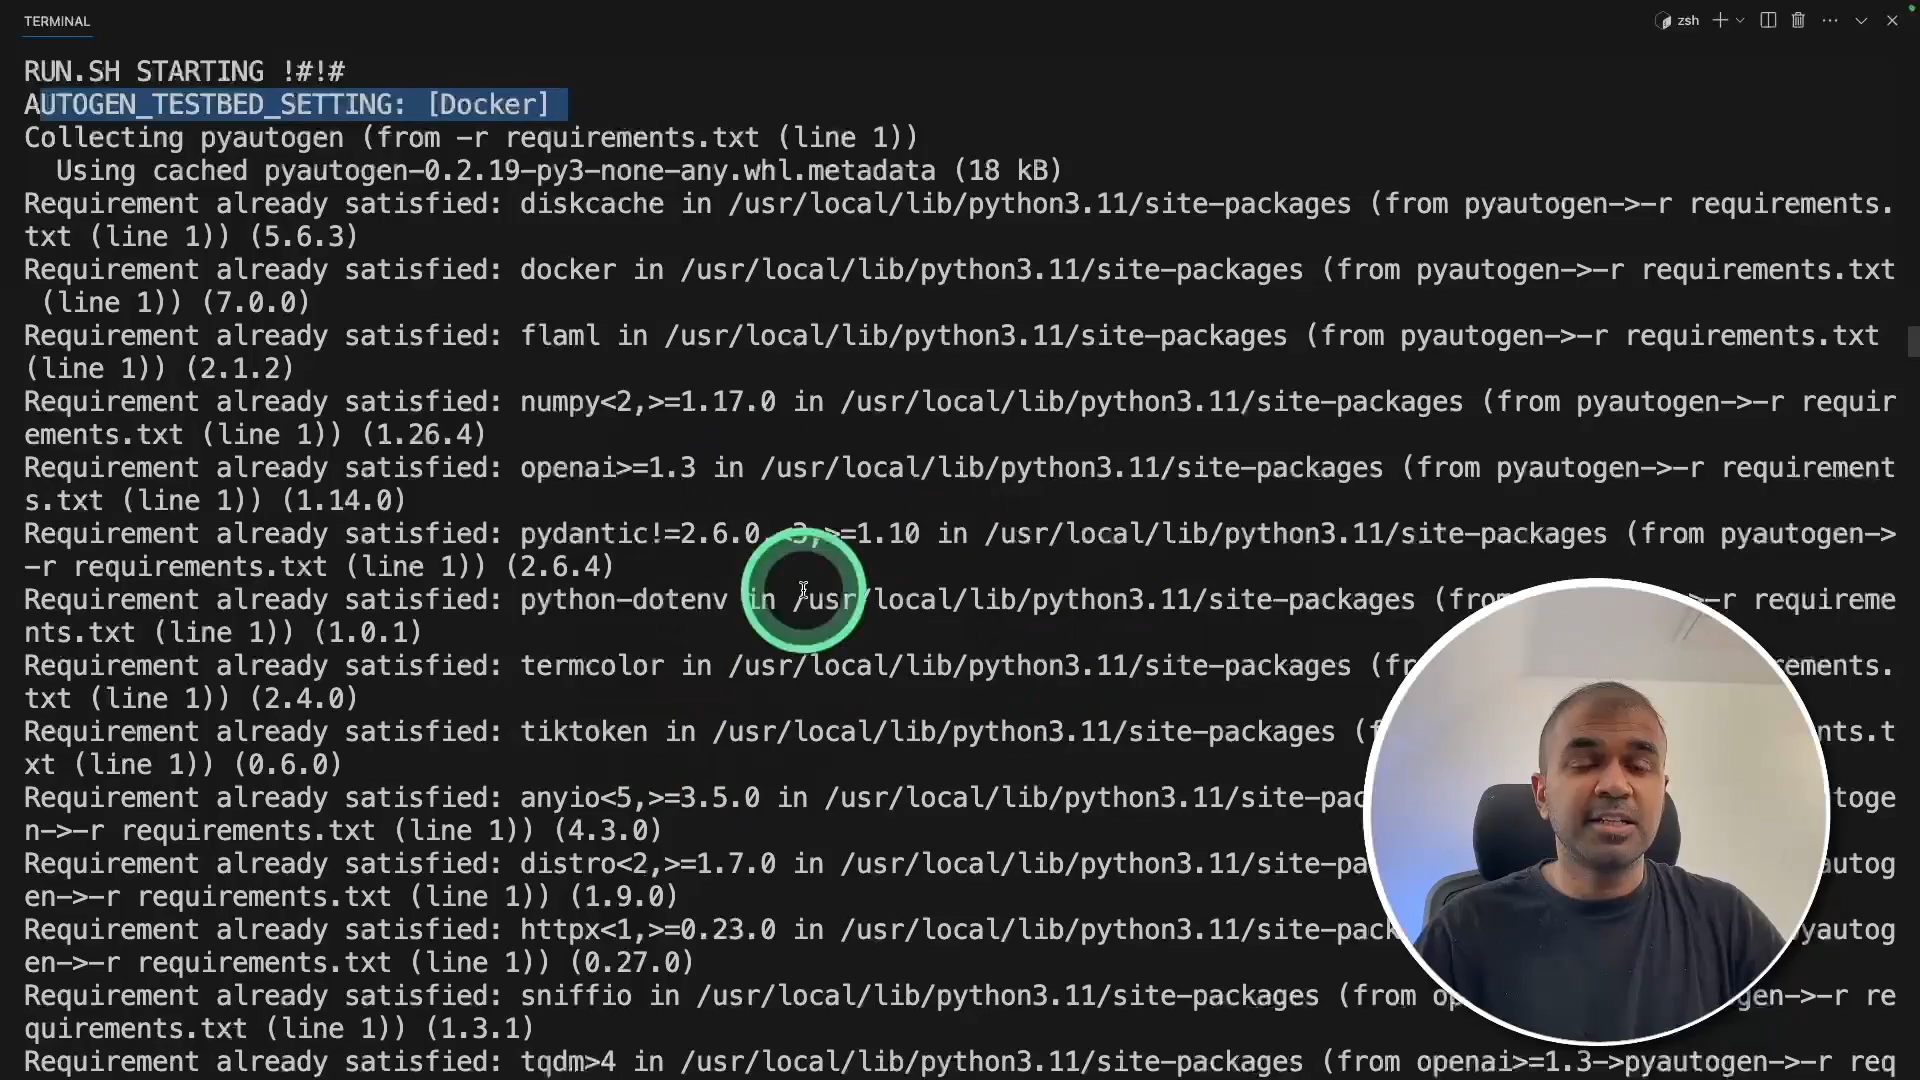 TERMINAL
zsh
RUN.SH STARTING !#!#
AUTOGEN_TESTBED_SETTING: [Docker]
Collecting pyautogen (from -r requirements.txt (line 1))
Using cached pyautogen-0.2.19-py3-none-any.whl.metadata (18 kB)
Requirement already satisfied: diskcache in /usr/local/lib/python3.11/site-packages (from pyautogen->-r requirements.
txt (line 1)) (5.6.3)
Requirement already satisfied: docker in /usr/local/lib/python3.11/site-packages (from pyautogen->-r requirements.txt
(line 1)) (7.0.0)
Requirement already satisfied: flaml in /usr/local/lib/python3.11/site-packages (from pyautogen->-r requirements.txt
(line 1)) (2.1.2)
Requirement already satisfied: numpy<2,>=1.17.0 in /usr/local/lib/python3.11/site-packages (from pyautogen->-r requir
ements.txt (line 1)) (1.26.4)
Requirement already satisfied: openai>=1.3 in /usr/local/lib/python3.11/site-packages (from pyautogen->-r requirement
s.txt (line 1)) (1.14.0)
Requirement already satisfied: pydantic!=2.6.0,<3,>=1.10 in /usr/local/lib/python3.11/site-packages (from pyautogen->
-r requirements.txt (line 1)) (2.6.4)
Requirement already satisfied: python-dotenv in /usr/local/lib/python3.11/site-packages (from -r requireme
nts.txt (line 1)) (1.0.1)
Requirement already satisfied: termcolor in /usr/local/lib/python3.11/site-packages (fr ements.
txt (line 1)) (2.4.0)
Requirement already satisfied: tiktoken in /usr/local/lib/python3.11/site-packages ( nts.t
xt (line 1)) (0.6.0)
Requirement already satisfied: anyio<5,>=3.5.0 in /usr/local/lib/python3.11/site-pac toge
n->-r requirements.txt (line 1)) (4.3.0)
Requirement already satisfied: distro<2,>=1.7.0 in /usr/local/lib/python3.11/site-pa autog
en->-r requirements.txt (line 1)) (1.9.0)
Requirement already satisfied: httpx<1,>=0.23.0 in /usr/local/lib/python3.11/site-pack yautog
en->-r requirements.txt (line 1)) (0.27.0)
Requirement already satisfied: sniffio in /usr/local/lib/python3.11/site-packages (from op gen->-r re
quirements.txt (line 1)) (1.3.1)
Requirement already satisfied: tqdm>4 in /usr/local/lib/python3.11/site-packages (from openai>=1.3->pyautogen->-r req